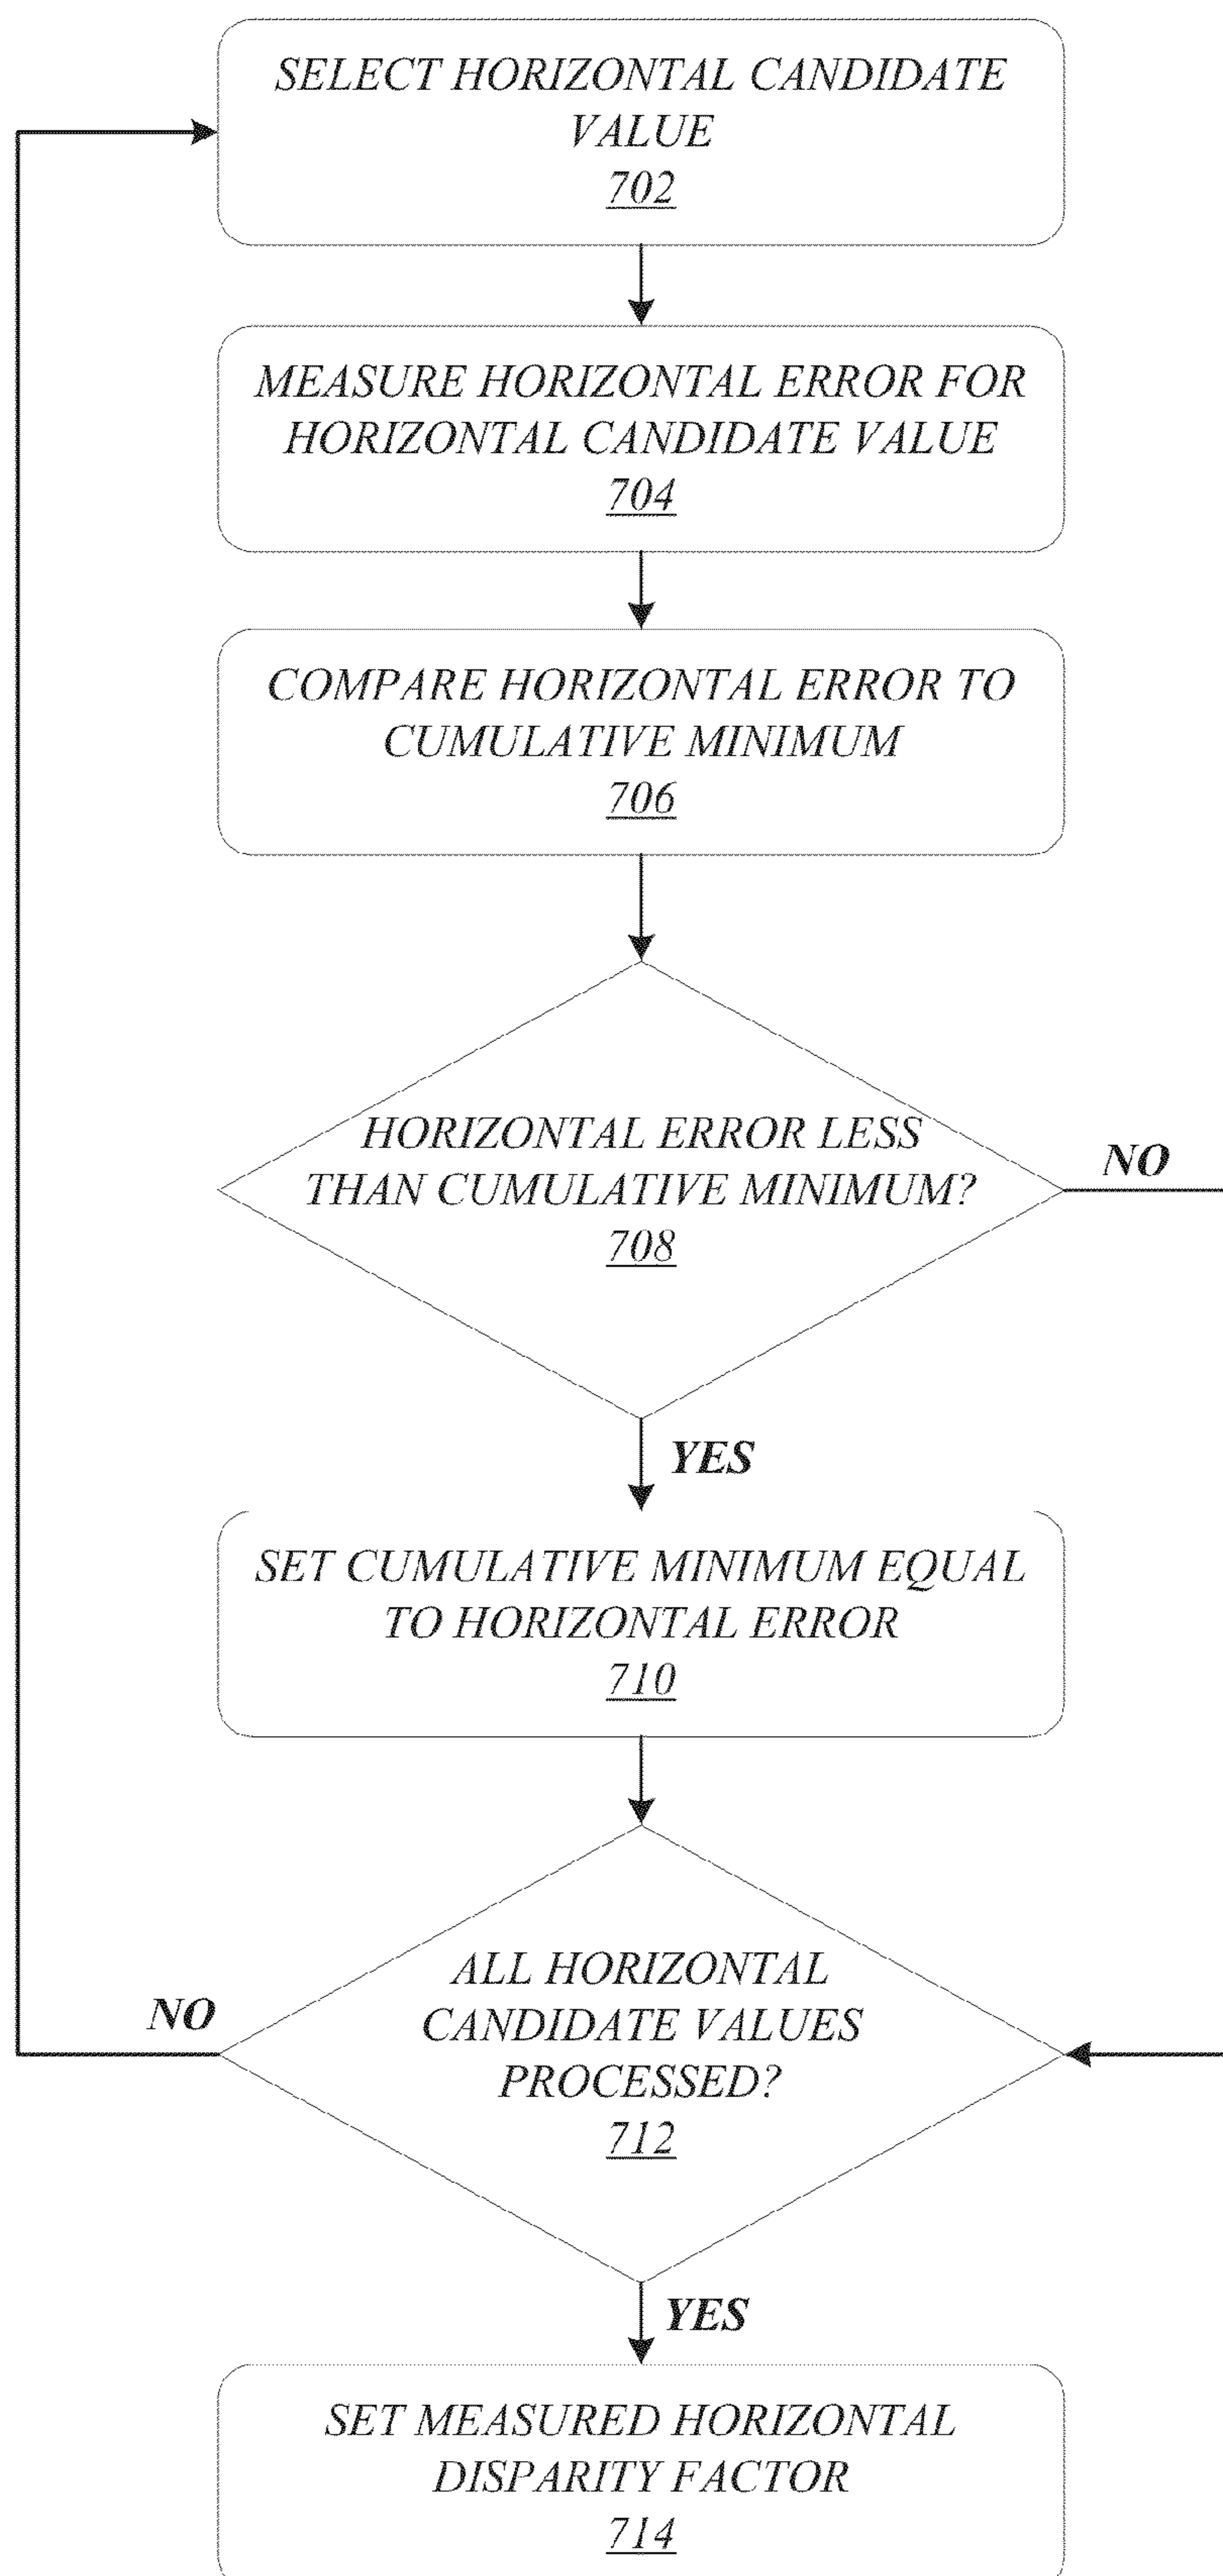 SELECT HORIZONTAL CANDIDATE
VALUE
702
MEASURE HORIZONTAL ERROR FOR
HORIZONTAL CANDIDATE VALUE
704
COMPARE HORIZONTAL ERROR TO
CUMULATIVE MINIMUM
706
HORIZONTAL ERROR LESS
THAN CUMULATIVE MINIMUM?
708
NO
YES
SET CUMULATIVE MINIMUM EQUAL
TO HORIZONTAL ERROR
710
ALL HORIZONTAL
CANDIDATE VALUES
PROCESSED?
712
NO
YES
SET MEASURED HORIZONTAL
DISPARITY FACTOR
714